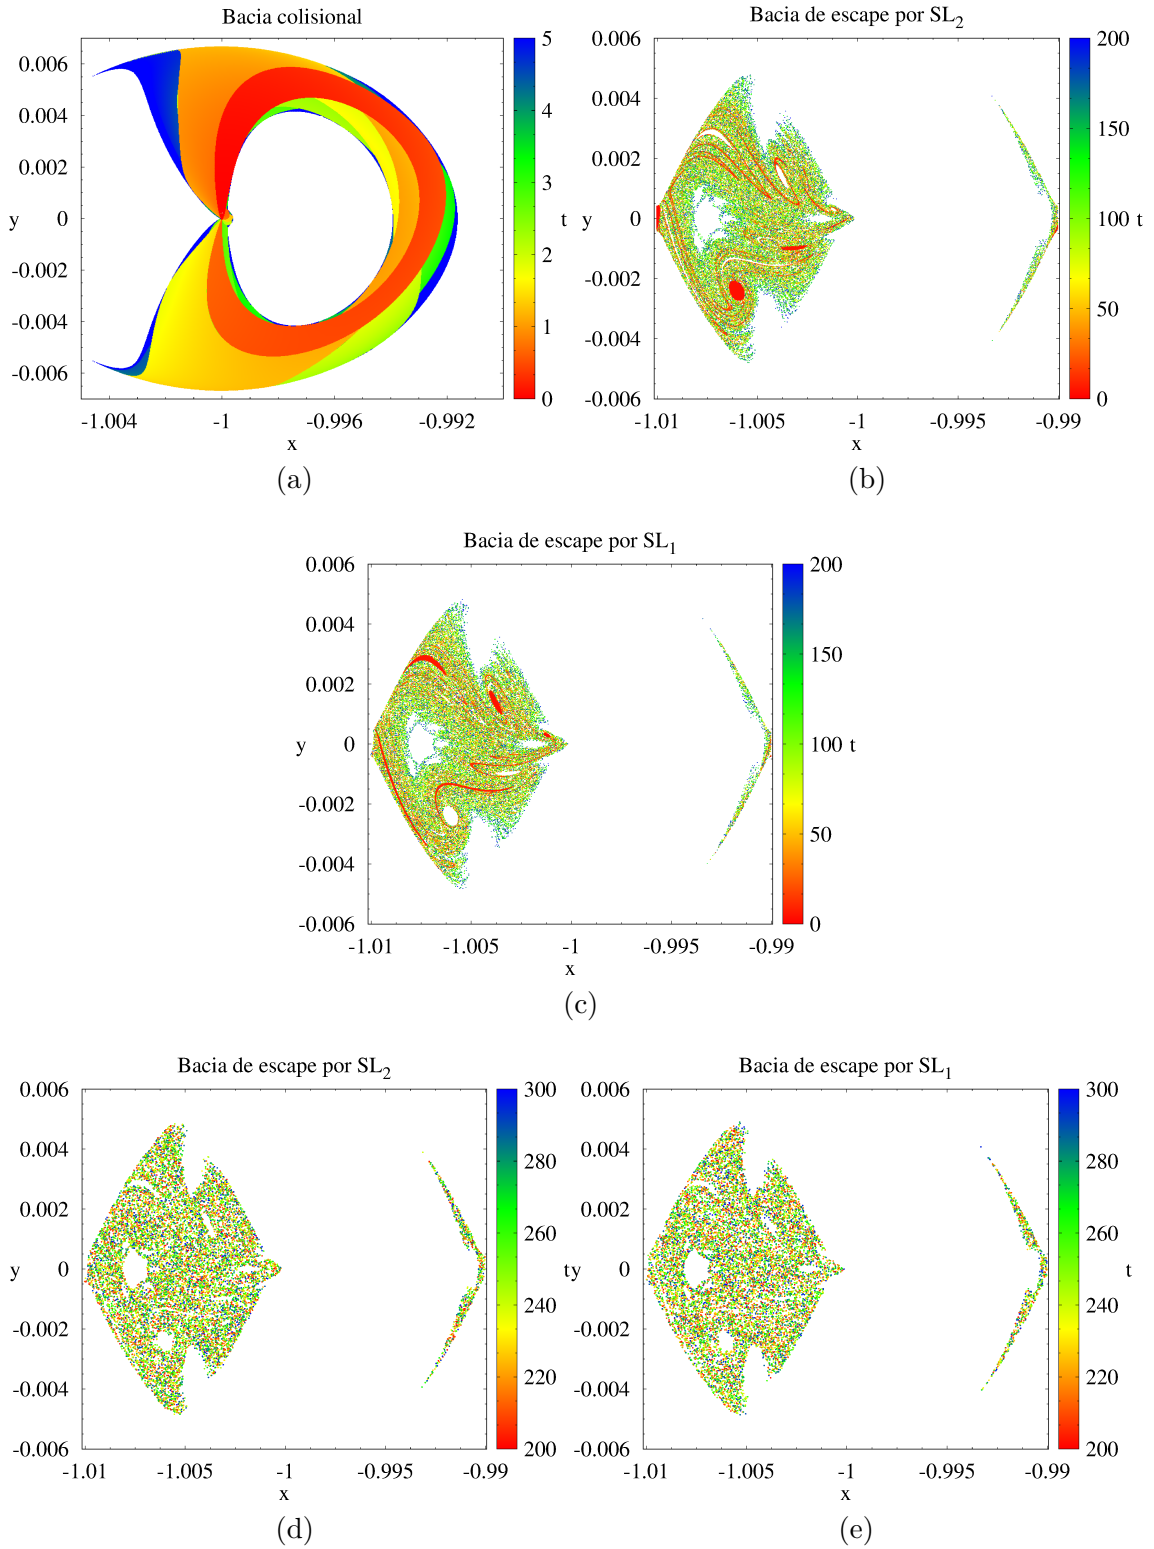 Bacia colisional
0.006
0.004
0.002
0
-0.002
-0.004
-0.006
y
-1.004 -1 -0.996 -0.992
x
5
4
3
t
2
1
0
(a)
Bacia de escape por SL2
0.006
0.004
0.002
0
-0.002
-0.004
-0.006
y
-1.01 -1.005 -1 -0.995 -0.99
x
200
150
100 t
50
0
(b)
Bacia de escape por SL1
0.006
0.004
0.002
0
-0.002
-0.004
-0.006
y
-1.01 -1.005 -1 -0.995 -0.99
x
200
150
100 t
50
0
(c)
Bacia de escape por SL2
0.006
0.004
0.002
0
-0.002
-0.004
-0.006
y
-1.01 -1.005 -1 -0.995 -0.99
x
300
280
260
t
240
220
200
(d)
Bacia de escape por SL1
0.006
0.004
0.002
0
-0.002
-0.004
-0.006
y
-1.01 -1.005 -1 -0.995 -0.99
x
300
280
260
t
240
220
200
(e)